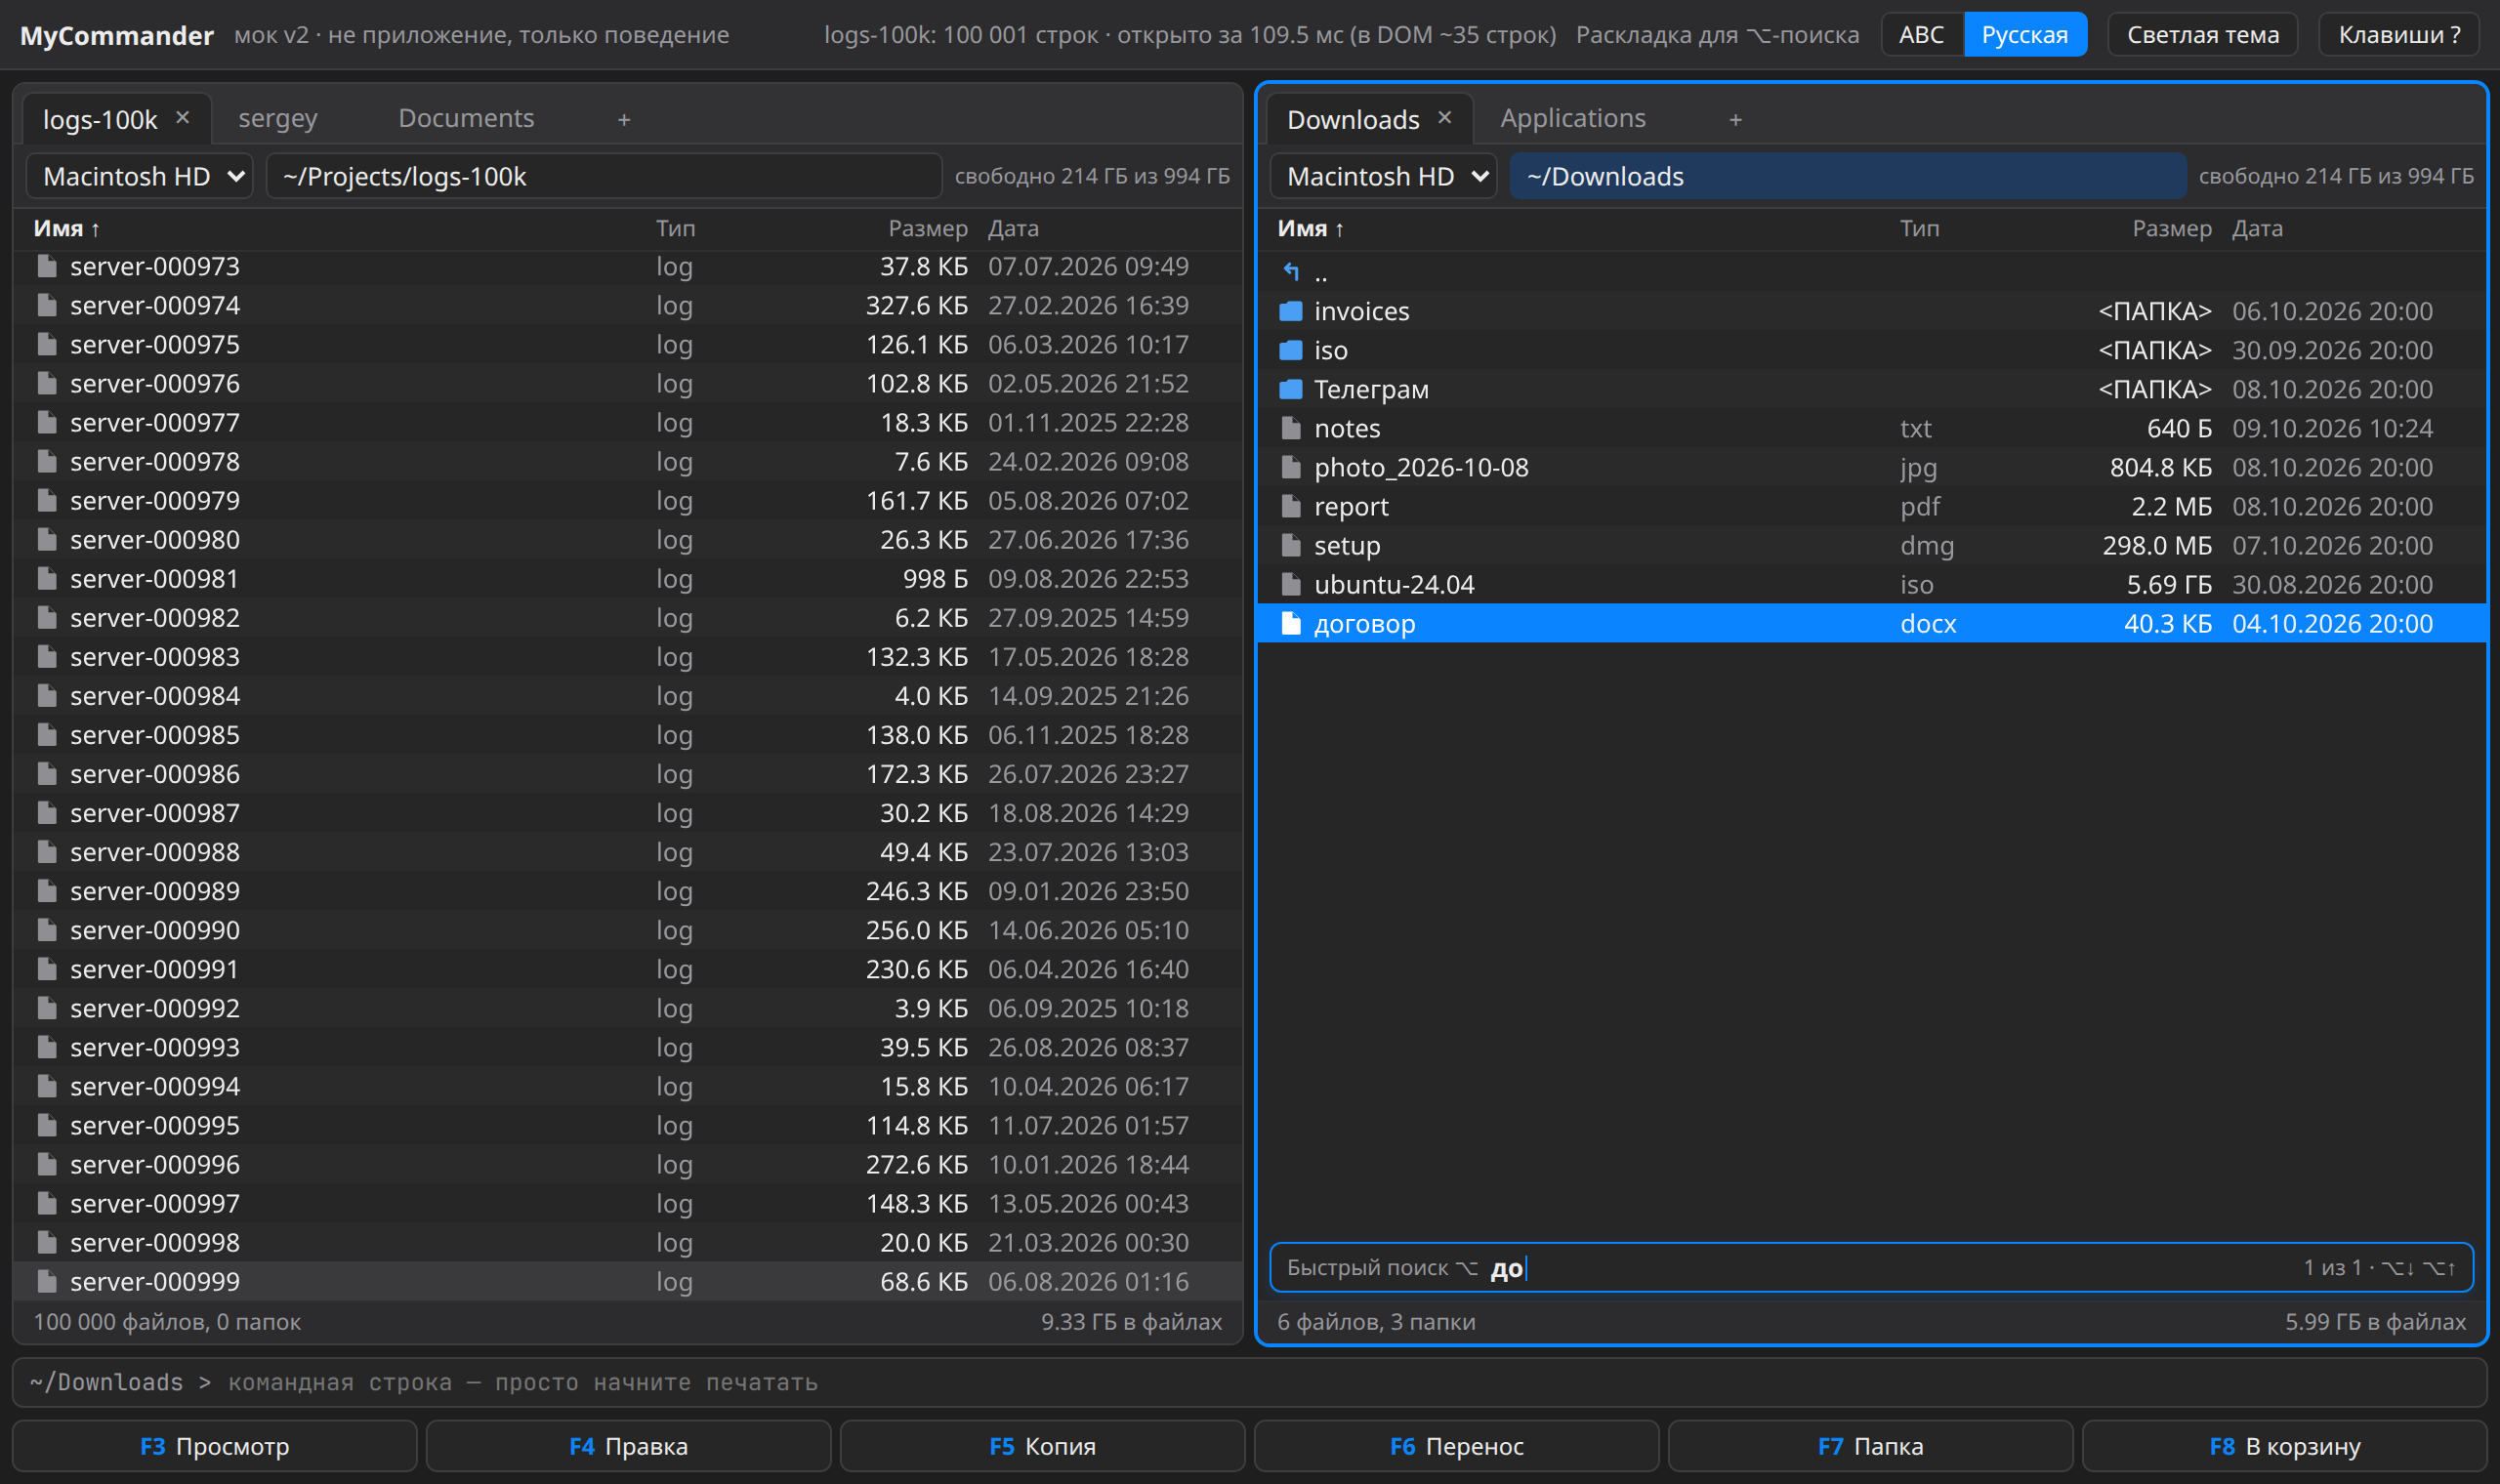 MyCommander мок v2 · не приложение, только поведение logs-100k: 100 001 строк · открыто за 109.5 мс (в DOM ~35 строк) Раскладка для ⌥-поиска ABC Русская Светлая тема Клавиши ?
logs-100k × sergey Documents +
Macintosh HD ~/Projects/logs-100k свободно 214 ГБ из 994 ГБ
Имя ↑ Тип Размер Дата
server-000973 log 37.8 КБ 07.07.2026 09:49
server-000974 log 327.6 КБ 27.02.2026 16:39
server-000975 log 126.1 КБ 06.03.2026 10:17
server-000976 log 102.8 КБ 02.05.2026 21:52
server-000977 log 18.3 КБ 01.11.2025 22:28
server-000978 log 7.6 КБ 24.02.2026 09:08
server-000979 log 161.7 КБ 05.08.2026 07:02
server-000980 log 26.3 КБ 27.06.2026 17:36
server-000981 log 998 Б 09.08.2026 22:53
server-000982 log 6.2 КБ 27.09.2025 14:59
server-000983 log 132.3 КБ 17.05.2026 18:28
server-000984 log 4.0 КБ 14.09.2025 21:26
server-000985 log 138.0 КБ 06.11.2025 18:28
server-000986 log 172.3 КБ 26.07.2026 23:27
server-000987 log 30.2 КБ 18.08.2026 14:29
server-000988 log 49.4 КБ 23.07.2026 13:03
server-000989 log 246.3 КБ 09.01.2026 23:50
server-000990 log 256.0 КБ 14.06.2026 05:10
server-000991 log 230.6 КБ 06.04.2026 16:40
server-000992 log 3.9 КБ 06.09.2025 10:18
server-000993 log 39.5 КБ 26.08.2026 08:37
server-000994 log 15.8 КБ 10.04.2026 06:17
server-000995 log 114.8 КБ 11.07.2026 01:57
server-000996 log 272.6 КБ 10.01.2026 18:44
server-000997 log 148.3 КБ 13.05.2026 00:43
server-000998 log 20.0 КБ 21.03.2026 00:30
server-000999 log 68.6 КБ 06.08.2026 01:16
100 000 файлов, 0 папок 9.33 ГБ в файлах
Downloads × Applications +
Macintosh HD ~/Downloads свободно 214 ГБ из 994 ГБ
Имя ↑ Тип Размер Дата
..
invoices <ПАПКА> 06.10.2026 20:00
iso <ПАПКА> 30.09.2026 20:00
Телеграм <ПАПКА> 08.10.2026 20:00
notes txt 640 Б 09.10.2026 10:24
photo_2026-10-08 jpg 804.8 КБ 08.10.2026 20:00
report pdf 2.2 МБ 08.10.2026 20:00
setup dmg 298.0 МБ 07.10.2026 20:00
ubuntu-24.04 iso 5.69 ГБ 30.08.2026 20:00
договор docx 40.3 КБ 04.10.2026 20:00
Быстрый поиск ⌥ до 1 из 1 · ⌥↓ ⌥↑
6 файлов, 3 папки 5.99 ГБ в файлах
~/Downloads > командная строка — просто начните печатать
F3 Просмотр F4 Правка F5 Копия F6 Перенос F7 Папка F8 В корзину